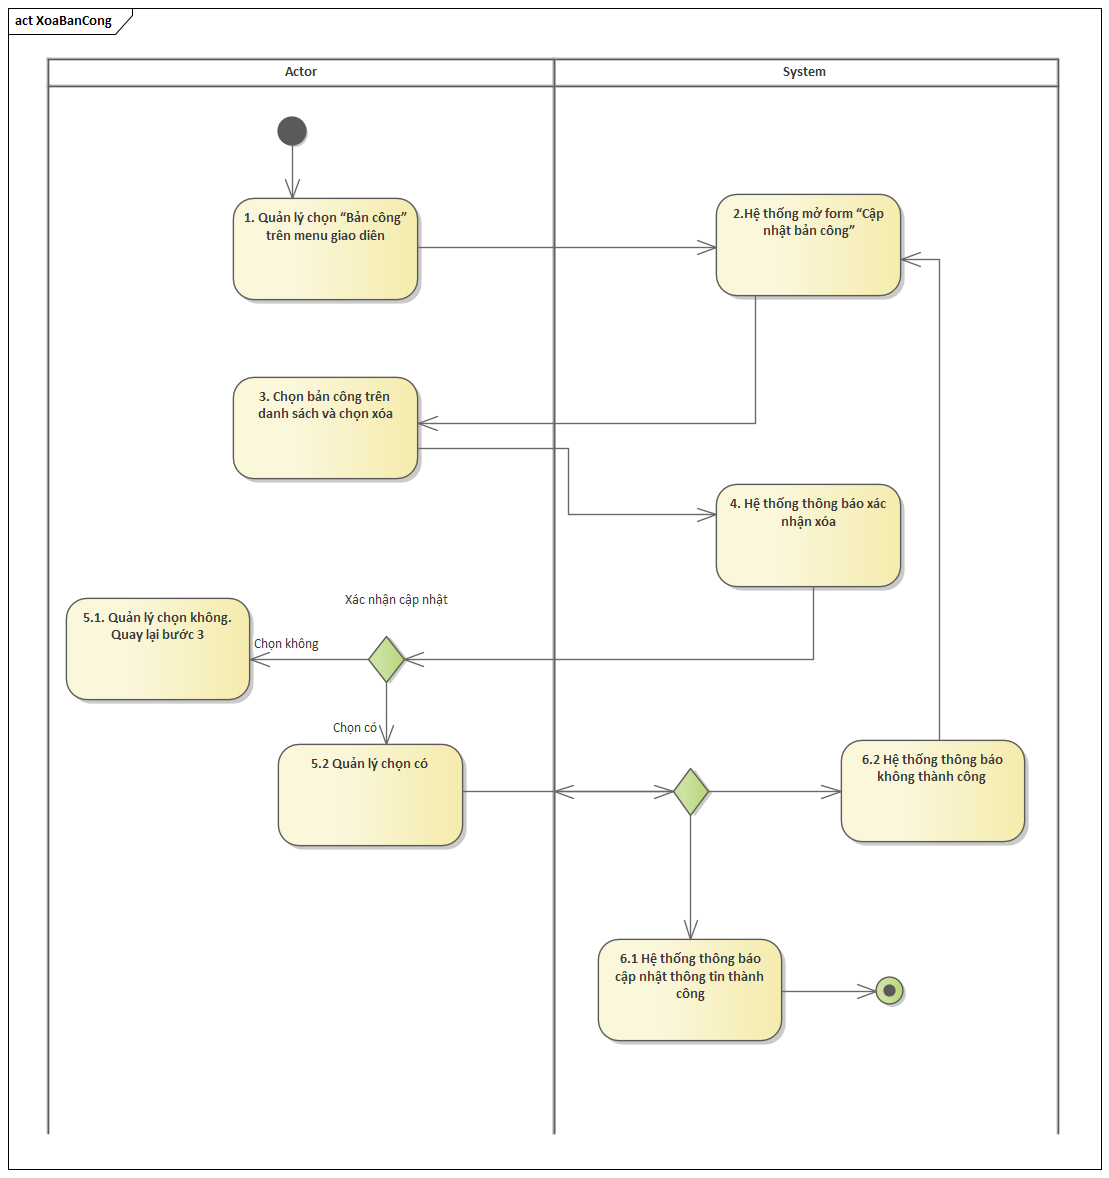 act XoaBanCong
Actor
System
1. Quản lý chọn “Bản công”
trên menu giao diên
2.Hệ thống mở form “Cập
nhật bản công”
3. Chọn bản công trên
danh sách và chọn xóa
4. Hệ thống thông báo xác
nhận xóa
Xác nhận cập nhật
5.1. Quản lý chọn không.
Quay lại bước 3
Chọn không
Chọn có
5.2 Quản lý chọn có
6.2 Hệ thống thông báo
không thành công
6.1 Hệ thống thông báo
cập nhật thông tin thành
công